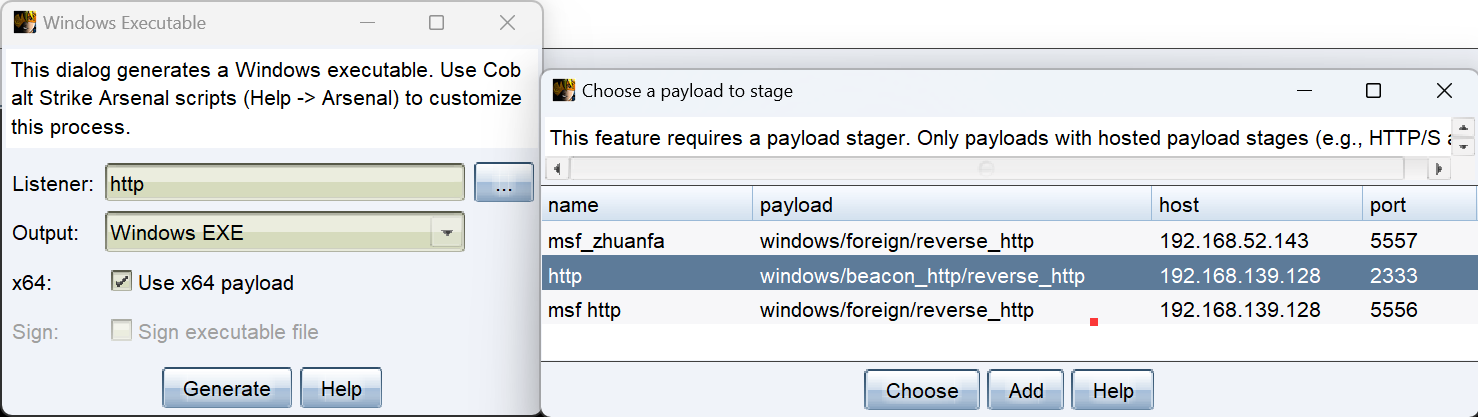 Windows Executable
This dialog generates a Windows executable. Use Cob
alt Strike Arsenal scripts (Help -> Arsenal) to customize
this process.
Listener: http ...
Output: Windows EXE
x64: Use x64 payload
Sign: Sign executable file
Generate Help
Choose a payload to stage
This feature requires a payload stager. Only payloads with hosted payload stages (e.g., HTTP/S a
name payload host port
msf_zhuanfa windows/foreign/reverse_http 192.168.52.143 5557
http windows/beacon_http/reverse_http 192.168.139.128 2333
msf http windows/foreign/reverse_http 192.168.139.128 5556
Choose Add Help